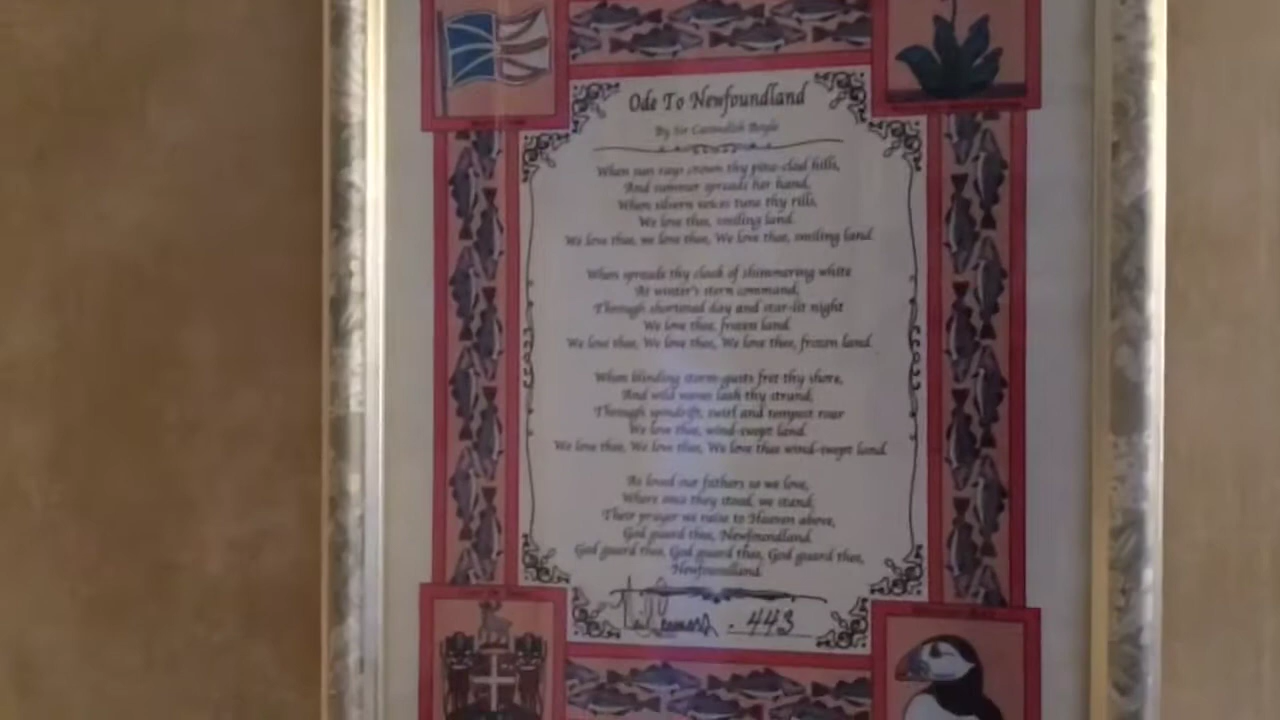 Ode To Newfoundland
By Sir Cavendish Boyle
When sun rays crown thy pine-clad hills,
And summer spreads her hand,
When silvern voices tune thy rills,
We love thee, smiling land.
We love thee, we love thee, We love thee, smiling land.
When spreads thy cloak of shimmering white
At winter's stern command,
Through shortened day and star-lit night
We love thee, frozen land.
We love thee, We love thee, We love thee, frozen land.
When blinding storm gusts fret thy shore,
And wild waves lash thy strand,
Through spindrift, swirl and tempest roar
We love thee, wind-swept land.
We love thee, We love thee, We love thee wind-swept land.
As loved our fathers so we love,
Where once they stood, we stand,
Their prayer we raise to Heaven above,
God guard thee, Newfoundland.
God guard thee, God guard thee, God guard thee,
Newfoundland.
443